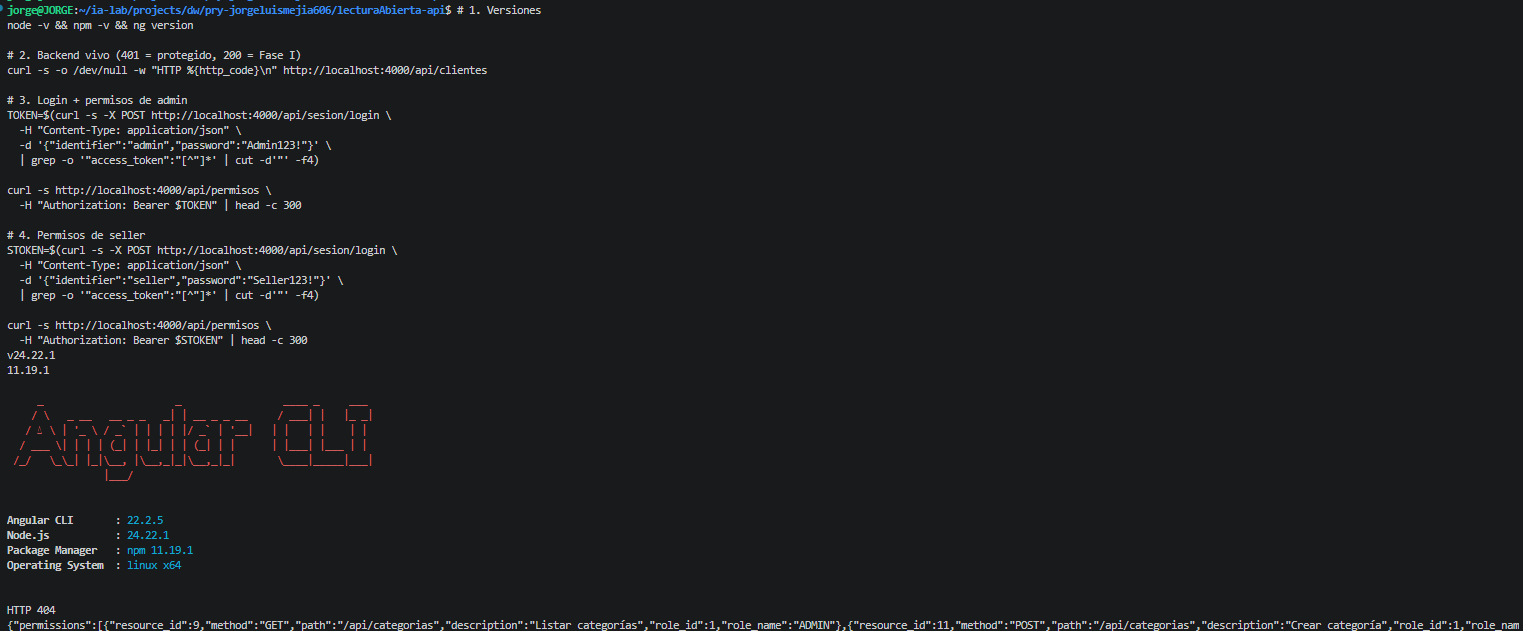 jorge@JORGE:~/ia-lab/projects/dw/pry-jorgeluismejia606/lecturaAbierta-api$ # 1. Versiones
node -v && npm -v && ng version
# 2. Backend vivo (401 = protegido, 200 = Fase I)
curl -s -o /dev/null -w "HTTP %{http_code}\n" http://localhost:4000/api/clientes
# 3. Login + permisos de admin
TOKEN=$(curl -s -X POST http://localhost:4000/api/sesion/login \
  -H "Content-Type: application/json" \
  -d '{"identifier":"admin","password":"Admin123!"}' \
  | grep -o '"access_token":"[^"]*' | cut -d'"' -f4)
curl -s http://localhost:4000/api/permisos \
  -H "Authorization: Bearer $TOKEN" | head -c 300
# 4. Permisos de seller
STOKEN=$(curl -s -X POST http://localhost:4000/api/sesion/login \
  -H "Content-Type: application/json" \
  -d '{"identifier":"seller","password":"Seller123!"}' \
  | grep -o '"access_token":"[^"]*' | cut -d'"' -f4)
curl -s http://localhost:4000/api/permisos \
  -H "Authorization: Bearer $STOKEN" | head -c 300
v24.22.1
11.19.1
Angular CLI
Angular CLI : 22.2.5
Node.js : 24.22.1
Package Manager : npm 11.19.1
Operating System : linux x64
HTTP 404
{"permissions":[{"resource_id":9,"method":"GET","path":"/api/categorias","description":"Listar categorías","role_id":1,"role_name":"ADMIN"},{"resource_id":11,"method":"POST","path":"/api/categorias","description":"Crear categoría","role_id":1,"role_nam